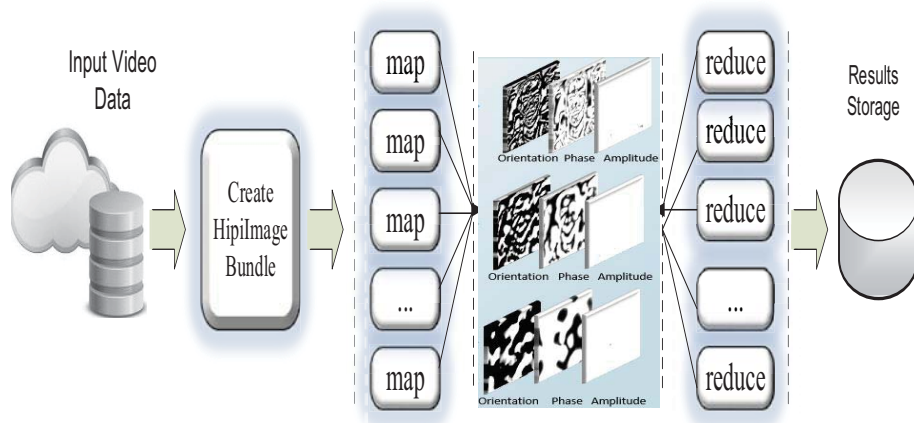 Input Video
Data
Create
HipiImage
Bundle
map
map
map
...
map
Orientation Phase Amplitude
Orientation Phase Amplitude
Orientation Phase Amplitude
reduce
reduce
reduce
...
reduce
Results
Storage